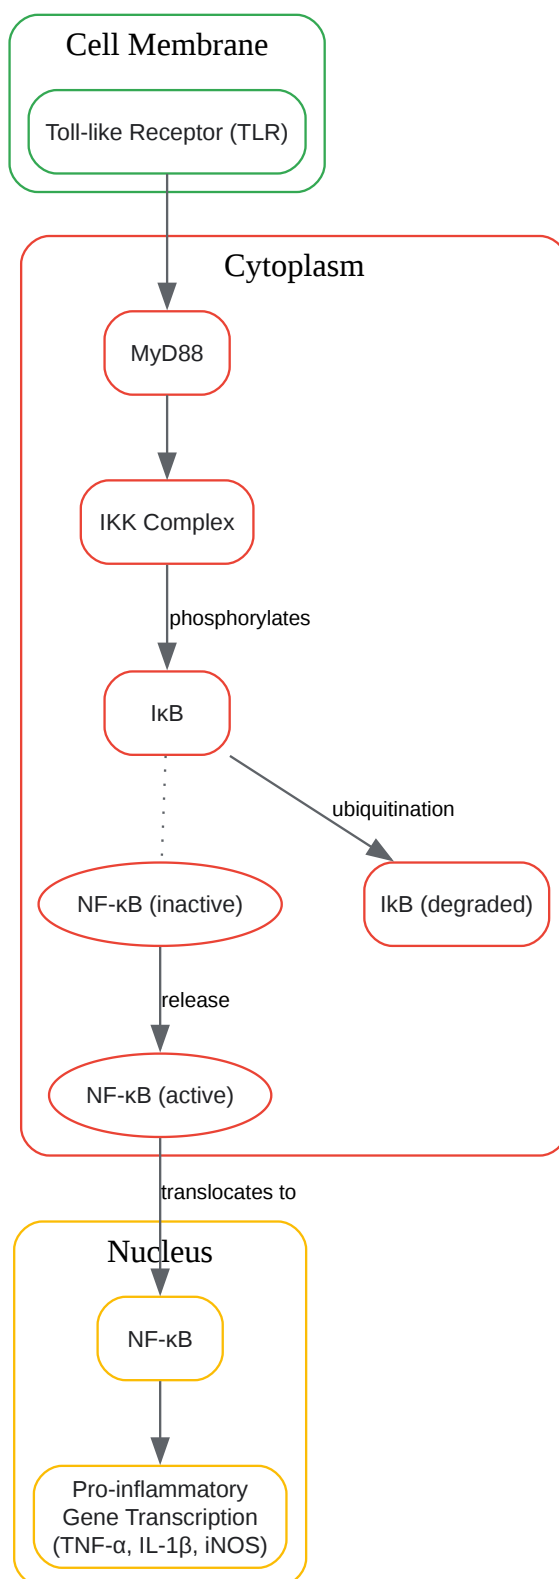 Cell Membrane
Toll-like Receptor (TLR)
Cytoplasm
MyD88
IKK Complex
phosphorylates
IκB
ubiquitination
NF-κB (inactive)
IkB (degraded)
release
NF-κB (active)
translocates to
Nucleus
NF-κB
Pro-inflammatory
Gene Transcription
(TNF-α, IL-1β, iNOS)